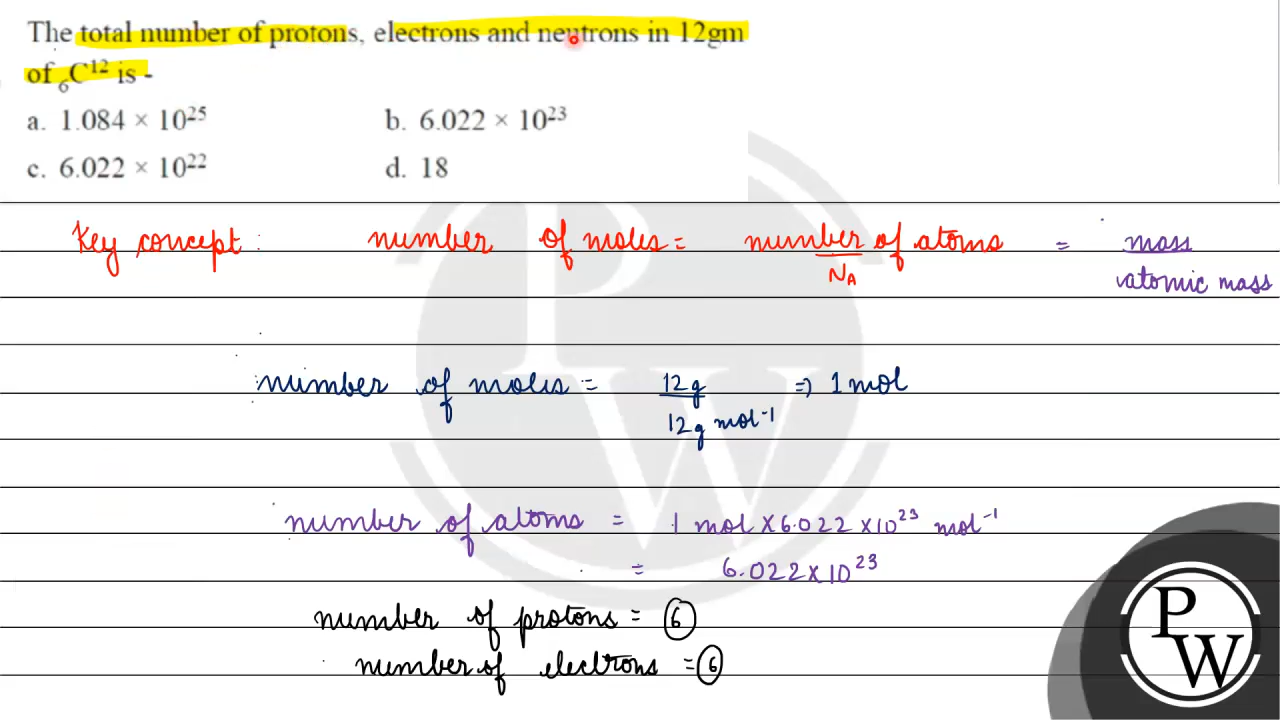 The total number of protons, electrons and neutrons in 12gm
of ₆C¹² is -
a. 1.084 × 10²⁵ b. 6.022 × 10²³
c. 6.022 × 10²² d. 18
Key concept : number of moles = number of atoms / N_A = mass / atomic mass
number of moles = 12g / 12g mol⁻¹ ⇒ 1 mol
number of atoms = 1 mol × 6.022 × 10²³ mol⁻¹
= 6.022 × 10²³
number of protons = 6
number of electrons = 6
P
W
P
W